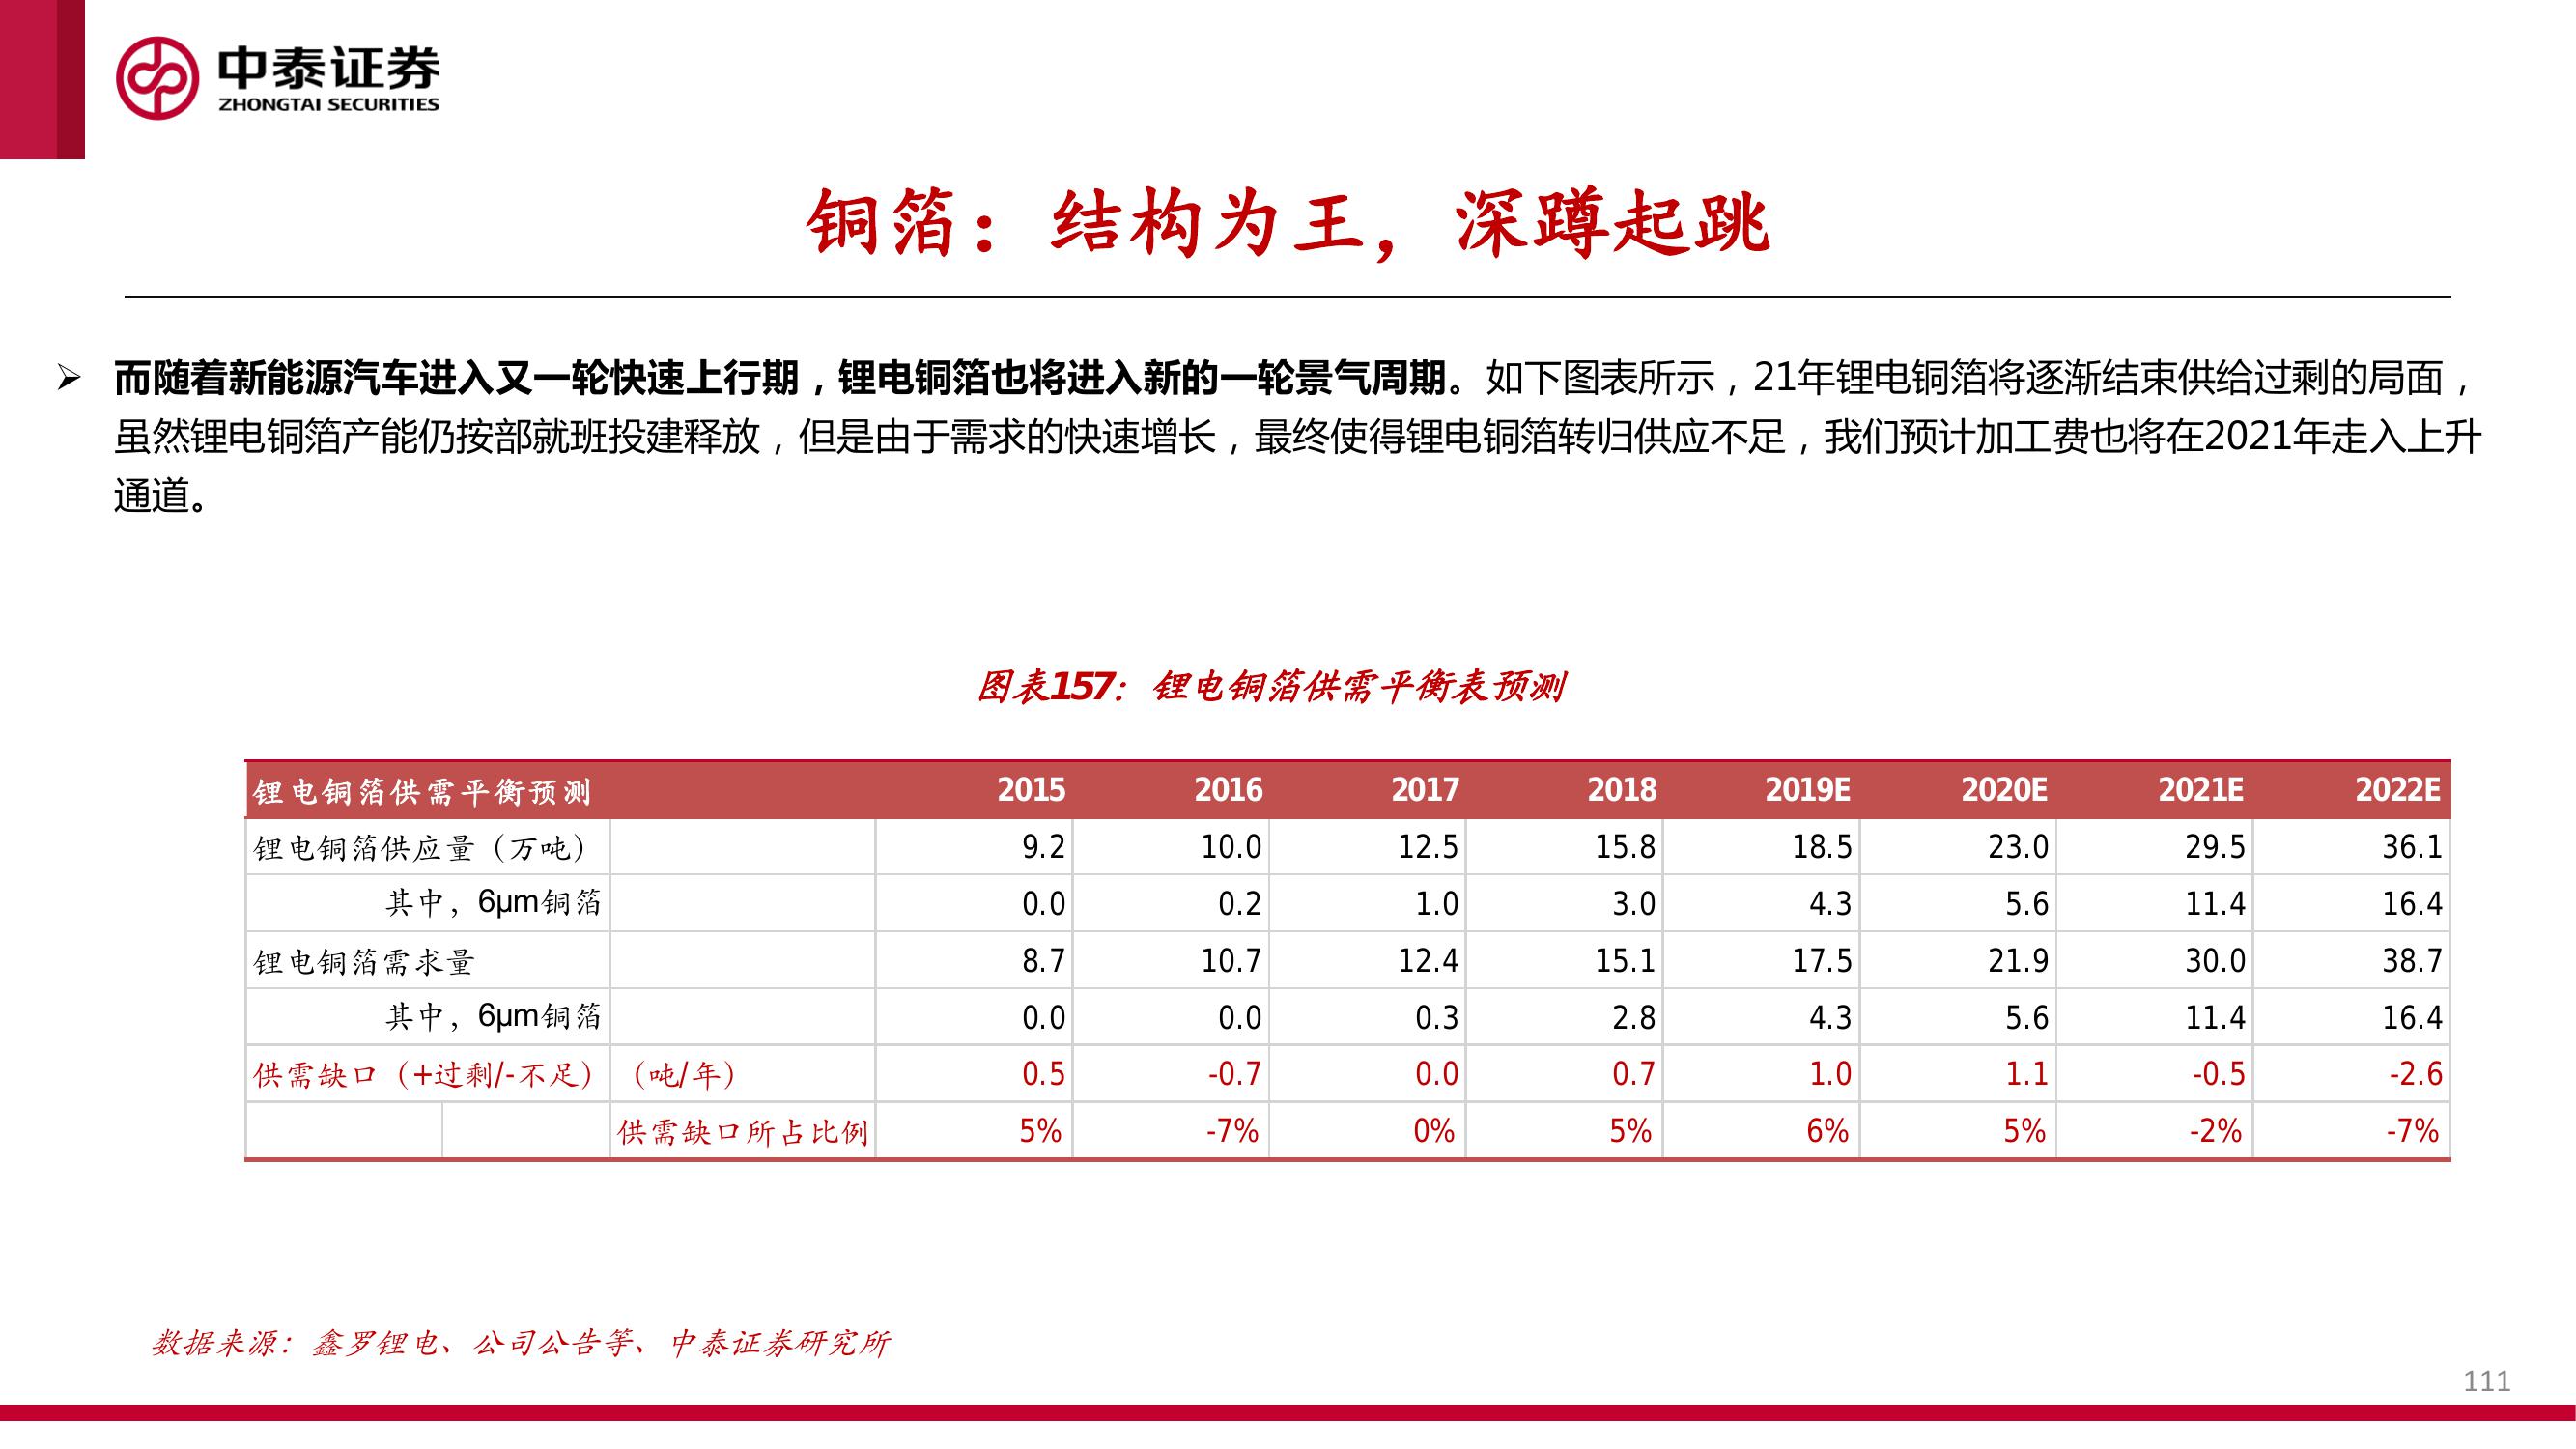 中泰证券
ZHONGTAI SECURITIES
铜箔：结构为王，深蹲起跳
➢ 而随着新能源汽车进入又一轮快速上行期，锂电铜箔也将进入新的一轮景气周期。如下图表所示，21年锂电铜箔将逐渐结束供给过剩的局面，
虽然锂电铜箔产能仍按部就班投建释放，但是由于需求的快速增长，最终使得锂电铜箔转归供应不足，我们预计加工费也将在2021年走入上升
通道。
图表157：锂电铜箔供需平衡表预测
锂电铜箔供需平衡预测 2015 2016 2017 2018 2019E 2020E 2021E 2022E
锂电铜箔供应量（万吨） 9.2 10.0 12.5 15.8 18.5 23.0 29.5 36.1
其中，6μm铜箔 0.0 0.2 1.0 3.0 4.3 5.6 11.4 16.4
锂电铜箔需求量 8.7 10.7 12.4 15.1 17.5 21.9 30.0 38.7
其中，6μm铜箔 0.0 0.0 0.3 2.8 4.3 5.6 11.4 16.4
供需缺口（+过剩/-不足） （吨/年） 0.5 -0.7 0.0 0.7 1.0 1.1 -0.5 -2.6
供需缺口所占比例 5% -7% 0% 5% 6% 5% -2% -7%
数据来源：鑫罗锂电、公司公告等、中泰证券研究所
111